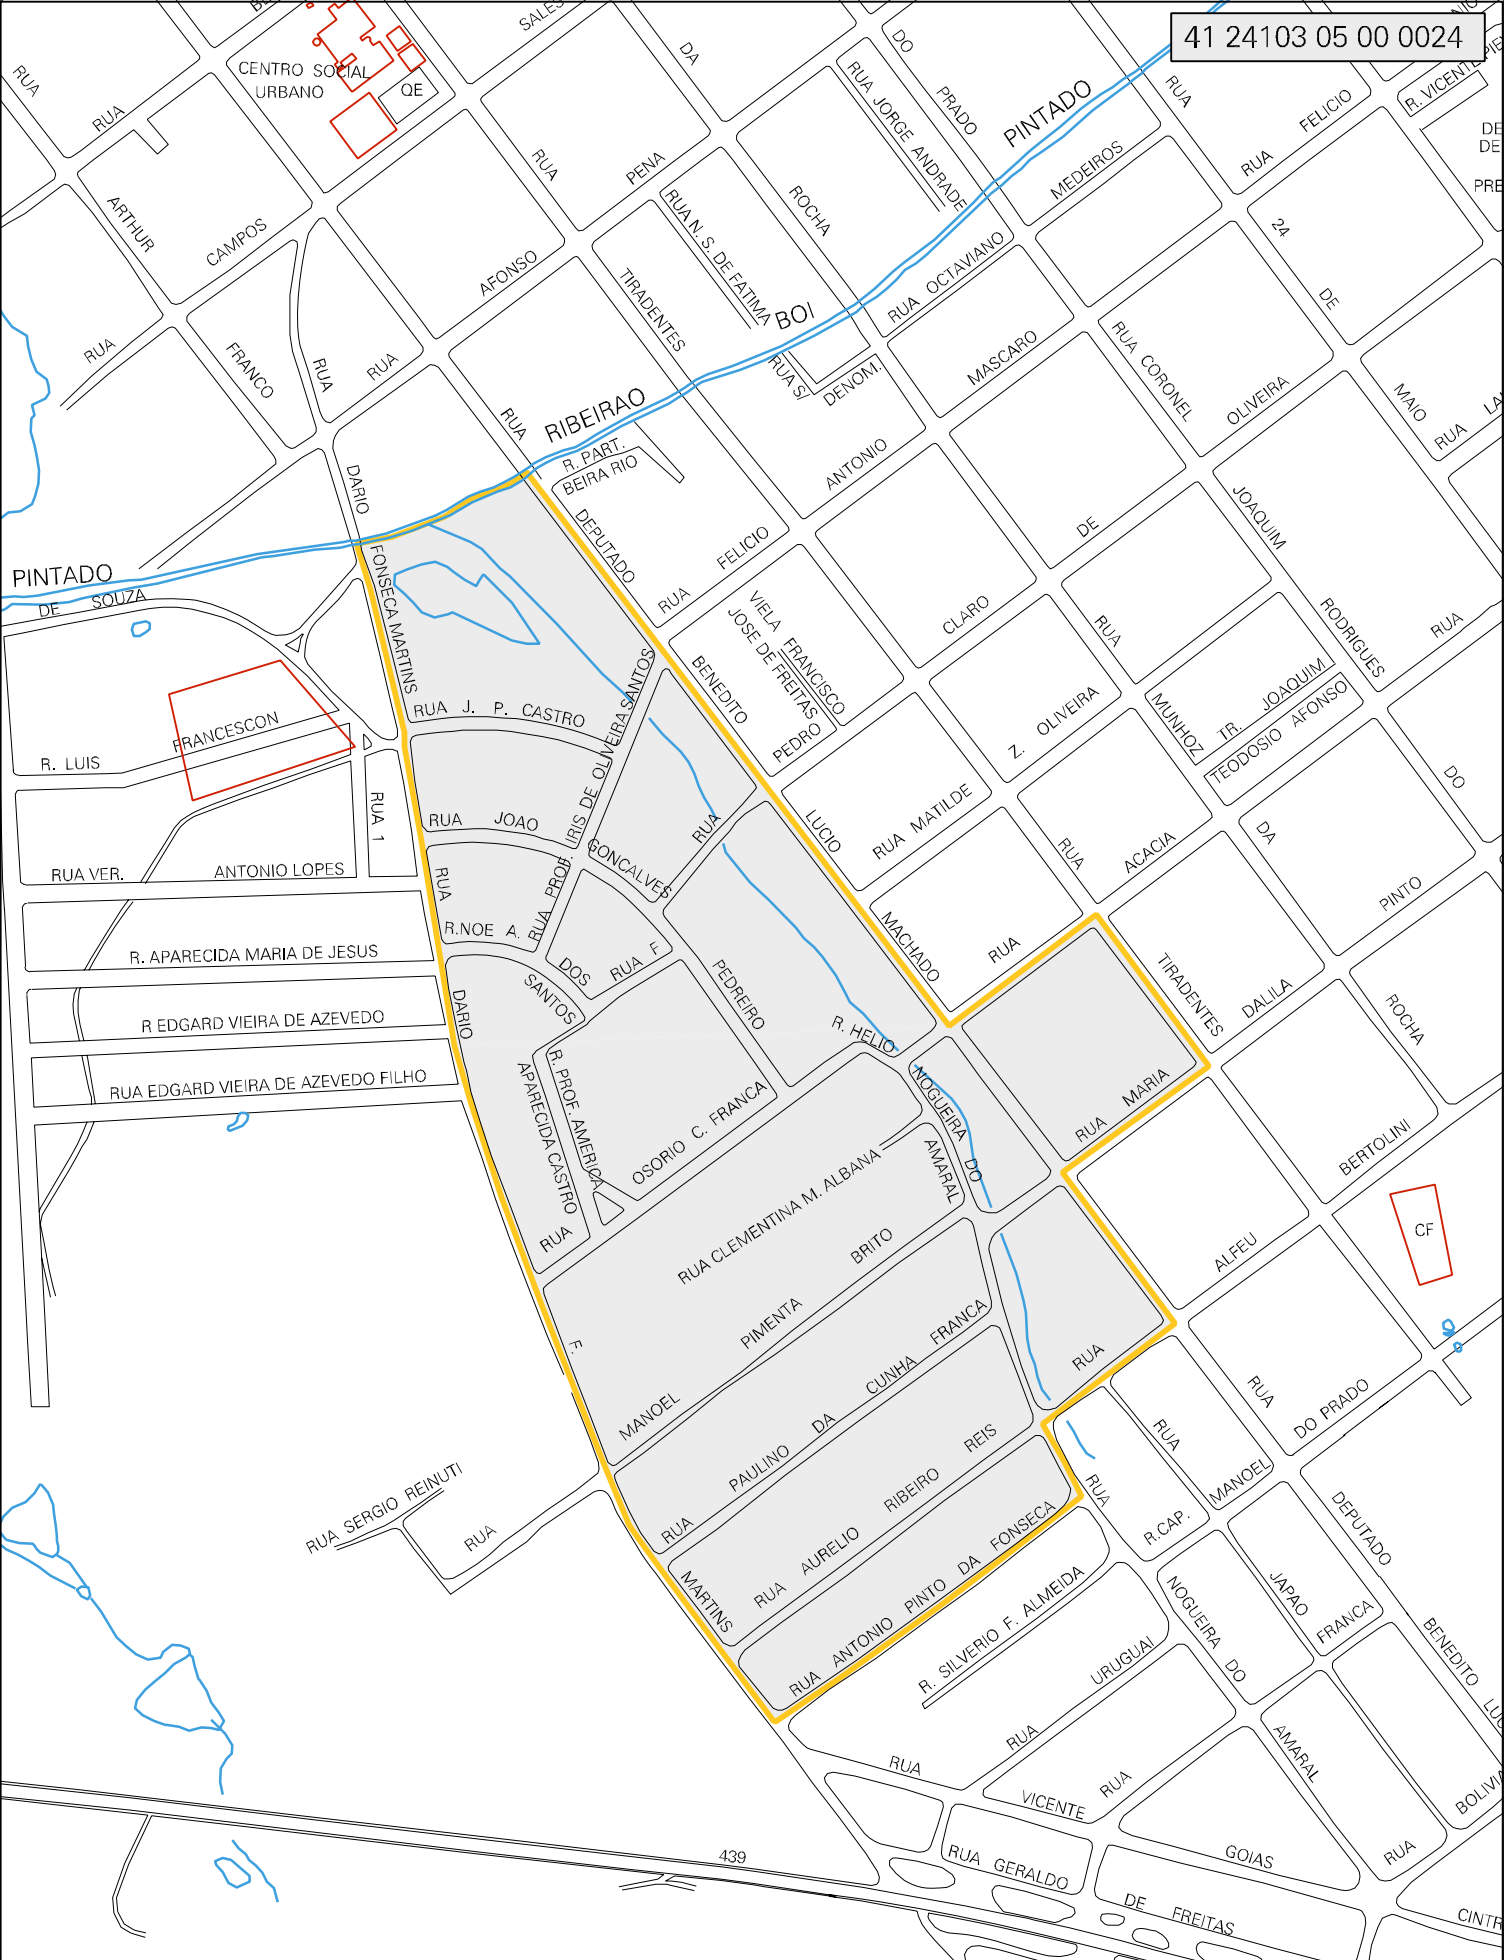 41 24103 05 00 0024
SALES
RUA
RUA
CENTRO SOCIAL
URBANO
QE
DA
DO
PRADO
RUA JORGE ANDRADE
PINTADO
RUA
FELICIO
R. VICENTE
DE
DE
PRE
RUA
MEDEIROS
ARTHUR
CAMPOS
RUA
PENA
ROCHA
RUA N. S. DE FATIMA
AFONSO
TIRADENTES
BOI
RUA OCTAVIANO
24
DE
MAIO
RUA
FRANCO
RUA
RUA
RUA
RIBEIRAO
RUA S/
DENOM.
MASCARO
RUA CORONEL
OLIVEIRA
RUA
R. PART.
BEIRA RIO
ANTONIO
DARIO
FONSECA MARTINS
DEPUTADO
FELICIO
RUA
DE
JOAQUIM
RODRIGUES
RUA
PINTADO
DE SOUZA
VIELA FRANCISCO
JOSE DE FREITAS
CLARO
RUA
MUNHOZ
TR. JOAQUIM
TEODOSIO AFONSO
BENEDITO
PEDRO
Z. OLIVEIRA
RUA J. P. CASTRO
R. LUIS
FRANCESCON
RUA 1
RUA JOAO
GONCALVES
RUA PROF. IRIS DE OLIVEIRA SANTOS
RUA
LUCIO
RUA MATILDE
RUA
ACACIA
DA
DO
PINTO
RUA VER.
ANTONIO LOPES
RUA
R.NOE A.
DOS
SANTOS
RUA F
MACHADO
RUA
R. APARECIDA MARIA DE JESUS
R EDGARD VIEIRA DE AZEVEDO
RUA EDGARD VIEIRA DE AZEVEDO FILHO
DARIO
PEDREIRO
R. HELIO
TIRADENTES
DALILA
ROCHA
R. PROF. AMERICA
APARECIDA CASTRO
OSORIO C. FRANCA
NOGUEIRA
DO
AMARAL
RUA MARIA
BERTOLINI
RUA
RUA CLEMENTINA M. ALBANA
ALFEU
CF
F.
MANOEL
PIMENTA
BRITO
RUA
RUA
DO PRADO
RUA
PAULINO
DA
CUNHA
FRANCA
RUA
MANOEL
R.CAP.
RUA
RUA
AURELIO
RIBEIRO
REIS
RUA SERGIO REINUTI
RUA
MARTINS
RUA ANTONIO PINTO DA FONSECA
R. SILVERIO F. ALMEIDA
DEPUTADO
BENEDITO
NOGUEIRA
DO
AMARAL
JAPAO
FRANCA
RUA
URUGUAI
RUA
VICENTE
RUA
439
RUA GERALDO
DE FREITAS
GOIAS
RUA